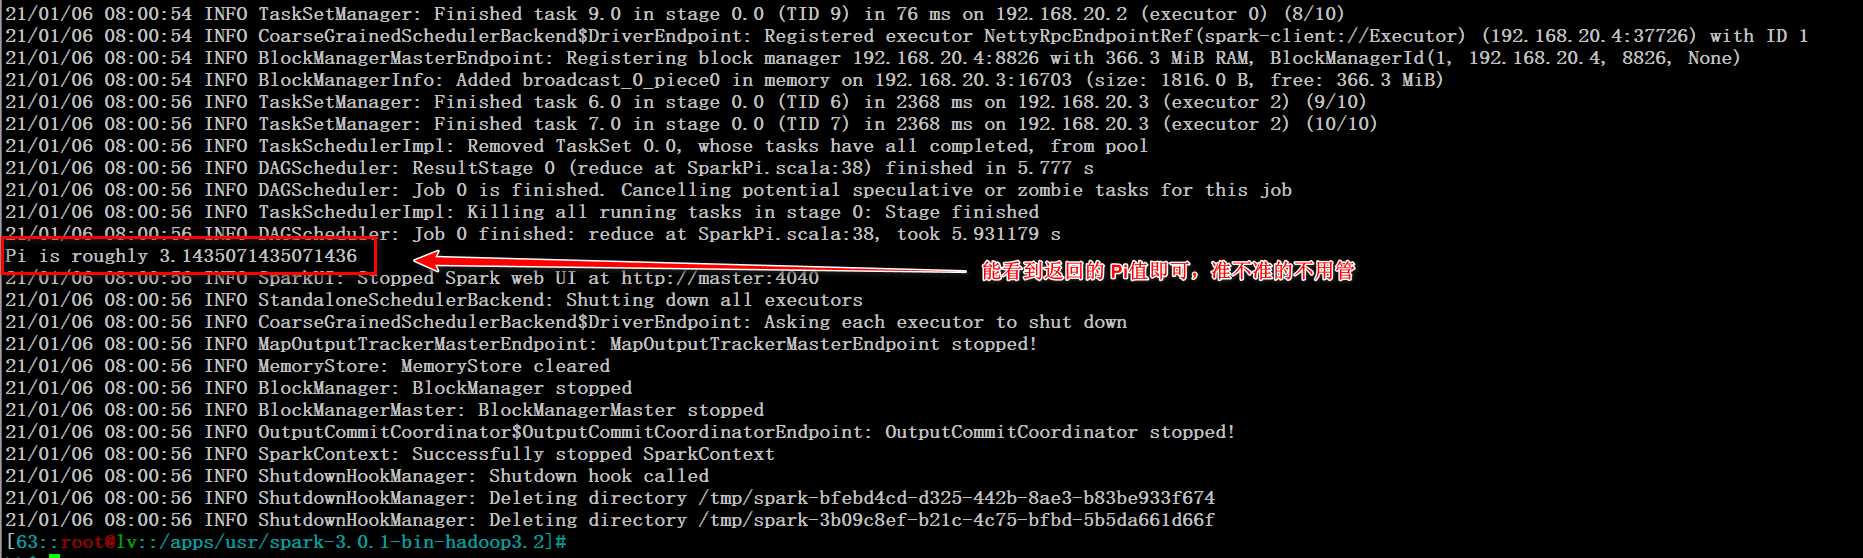 21/01/06 08:00:54 INFO TaskSetManager: Finished task 9.0 in stage 0.0 (TID 9) in 76 ms on 192.168.20.2 (executor 0) (8/10)
21/01/06 08:00:54 INFO CoarseGrainedSchedulerBackend$DriverEndpoint: Registered executor NettyRpcEndpointRef(spark-client://Executor) (192.168.20.4:37726) with ID 1
21/01/06 08:00:54 INFO BlockManagerMasterEndpoint: Registering block manager 192.168.20.4:8826 with 366.3 MiB RAM, BlockManagerId(1, 192.168.20.4, 8826, None)
21/01/06 08:00:54 INFO BlockManagerInfo: Added broadcast_0_piece0 in memory on 192.168.20.3:16703 (size: 1816.0 B, free: 366.3 MiB)
21/01/06 08:00:56 INFO TaskSetManager: Finished task 6.0 in stage 0.0 (TID 6) in 2368 ms on 192.168.20.3 (executor 2) (9/10)
21/01/06 08:00:56 INFO TaskSetManager: Finished task 7.0 in stage 0.0 (TID 7) in 2368 ms on 192.168.20.3 (executor 2) (10/10)
21/01/06 08:00:56 INFO TaskSchedulerImpl: Removed TaskSet 0.0, whose tasks have all completed, from pool
21/01/06 08:00:56 INFO DAGScheduler: ResultStage 0 (reduce at SparkPi.scala:38) finished in 5.777 s
21/01/06 08:00:56 INFO DAGScheduler: Job 0 is finished. Cancelling potential speculative or zombie tasks for this job
21/01/06 08:00:56 INFO TaskSchedulerImpl: Killing all running tasks in stage 0: Stage finished
21/01/06 08:00:56 INFO DAGScheduler: Job 0 finished: reduce at SparkPi.scala:38, took 5.931179 s
Pi is roughly 3.1435071435071436
能看到返回的 Pi值即可，准不准的不用管
21/01/06 08:00:56 INFO SparkUI: Stopped Spark web UI at http://master:4040
21/01/06 08:00:56 INFO StandaloneSchedulerBackend: Shutting down all executors
21/01/06 08:00:56 INFO CoarseGrainedSchedulerBackend$DriverEndpoint: Asking each executor to shut down
21/01/06 08:00:56 INFO MapOutputTrackerMasterEndpoint: MapOutputTrackerMasterEndpoint stopped!
21/01/06 08:00:56 INFO MemoryStore: MemoryStore cleared
21/01/06 08:00:56 INFO BlockManager: BlockManager stopped
21/01/06 08:00:56 INFO BlockManagerMaster: BlockManagerMaster stopped
21/01/06 08:00:56 INFO OutputCommitCoordinator$OutputCommitCoordinatorEndpoint: OutputCommitCoordinator stopped!
21/01/06 08:00:56 INFO SparkContext: Successfully stopped SparkContext
21/01/06 08:00:56 INFO ShutdownHookManager: Shutdown hook called
21/01/06 08:00:56 INFO ShutdownHookManager: Deleting directory /tmp/spark-bfebd4cd-d325-442b-8ae3-b83be933f674
21/01/06 08:00:56 INFO ShutdownHookManager: Deleting directory /tmp/spark-3b09c8ef-b21c-4c75-bfbd-5b5da661d66f
[63::root@lv::/apps/usr/spark-3.0.1-bin-hadoop3.2]#